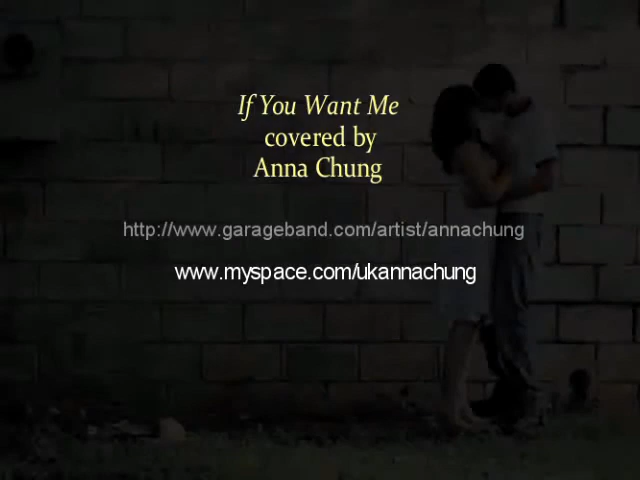 If You Want Me
covered by
Anna Chung
http://www.garageband.com/artist/annachung
www.myspace.com/ukannachung